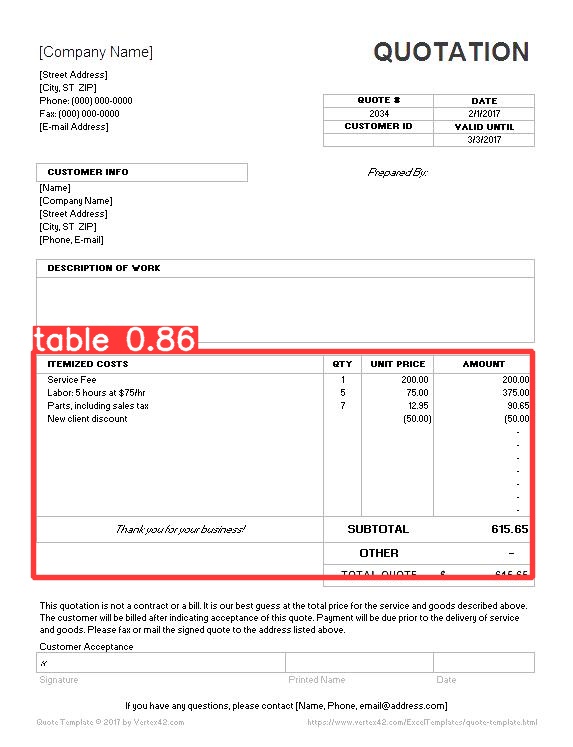 [Company Name] QUOTATION
[Street Address]
[City, ST ZIP]
Phone: (000) 000-0000
Fax: (000) 000-0000
[E-mail Address]
QUOTE # DATE
2034 2/1/2017
CUSTOMER ID VALID UNTIL
3/3/2017
CUSTOMER INFO Prepared By:
[Name]
[Company Name]
[Street Address]
[City, ST ZIP]
[Phone, E-mail]
DESCRIPTION OF WORK
table 0.86
ITEMIZED COSTS QTY UNIT PRICE AMOUNT
Service Fee 1 200.00 200.00
Labor: 5 hours at $75/hr 5 75.00 375.00
Parts, including sales tax 7 12.95 90.65
New client discount (50.00) (50.00
-
-
-
-
-
-
-
Thank you for your business! SUBTOTAL 615.65
OTHER -
TOTAL QUOTE $ 615.65
This quotation is not a contract or a bill. It is our best guess at the total price for the service and goods described above.
The customer will be billed after indicating acceptance of this quote. Payment will be due prior to the delivery of service
and goods. Please fax or mail the signed quote to the address listed above.
Customer Acceptance
x
Signature Printed Name Date
If you have any questions, please contact [Name, Phone, email@address.com]
Quote Template © 2017 by Vertex42.com https://www.vertex42.com/ExcelTemplates/quote-template.html